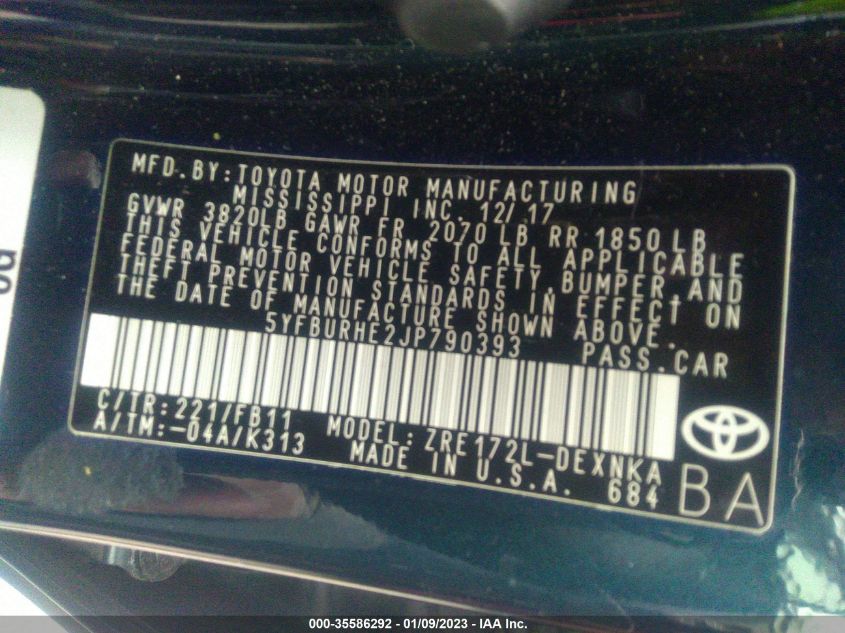 MFD.BY:TOYOTA MOTOR MANUFACTURING
MISSISSIPPI INC. 12/17
GVWR 3820LB GAWR FR 2070 LB RR 1850 LB
THIS VEHICLE CONFORMS TO ALL APPLICABLE
FEDERAL MOTOR VEHICLE SAFETY,BUMPER,AND
THEFT PREVENTION STANDARDS IN EFFECT ON
THE DATE OF MANUFACTURE SHOWN ABOVE.
5YFBURHE2JP790393 PASS.CAR
C/TR:221/FB11 MODEL:ZRE172L-DEXNKA
A/TM:-04A/K313 MADE IN U.S.A. 684
BA
000-35586292 - 01/09/2023 - IAA Inc.